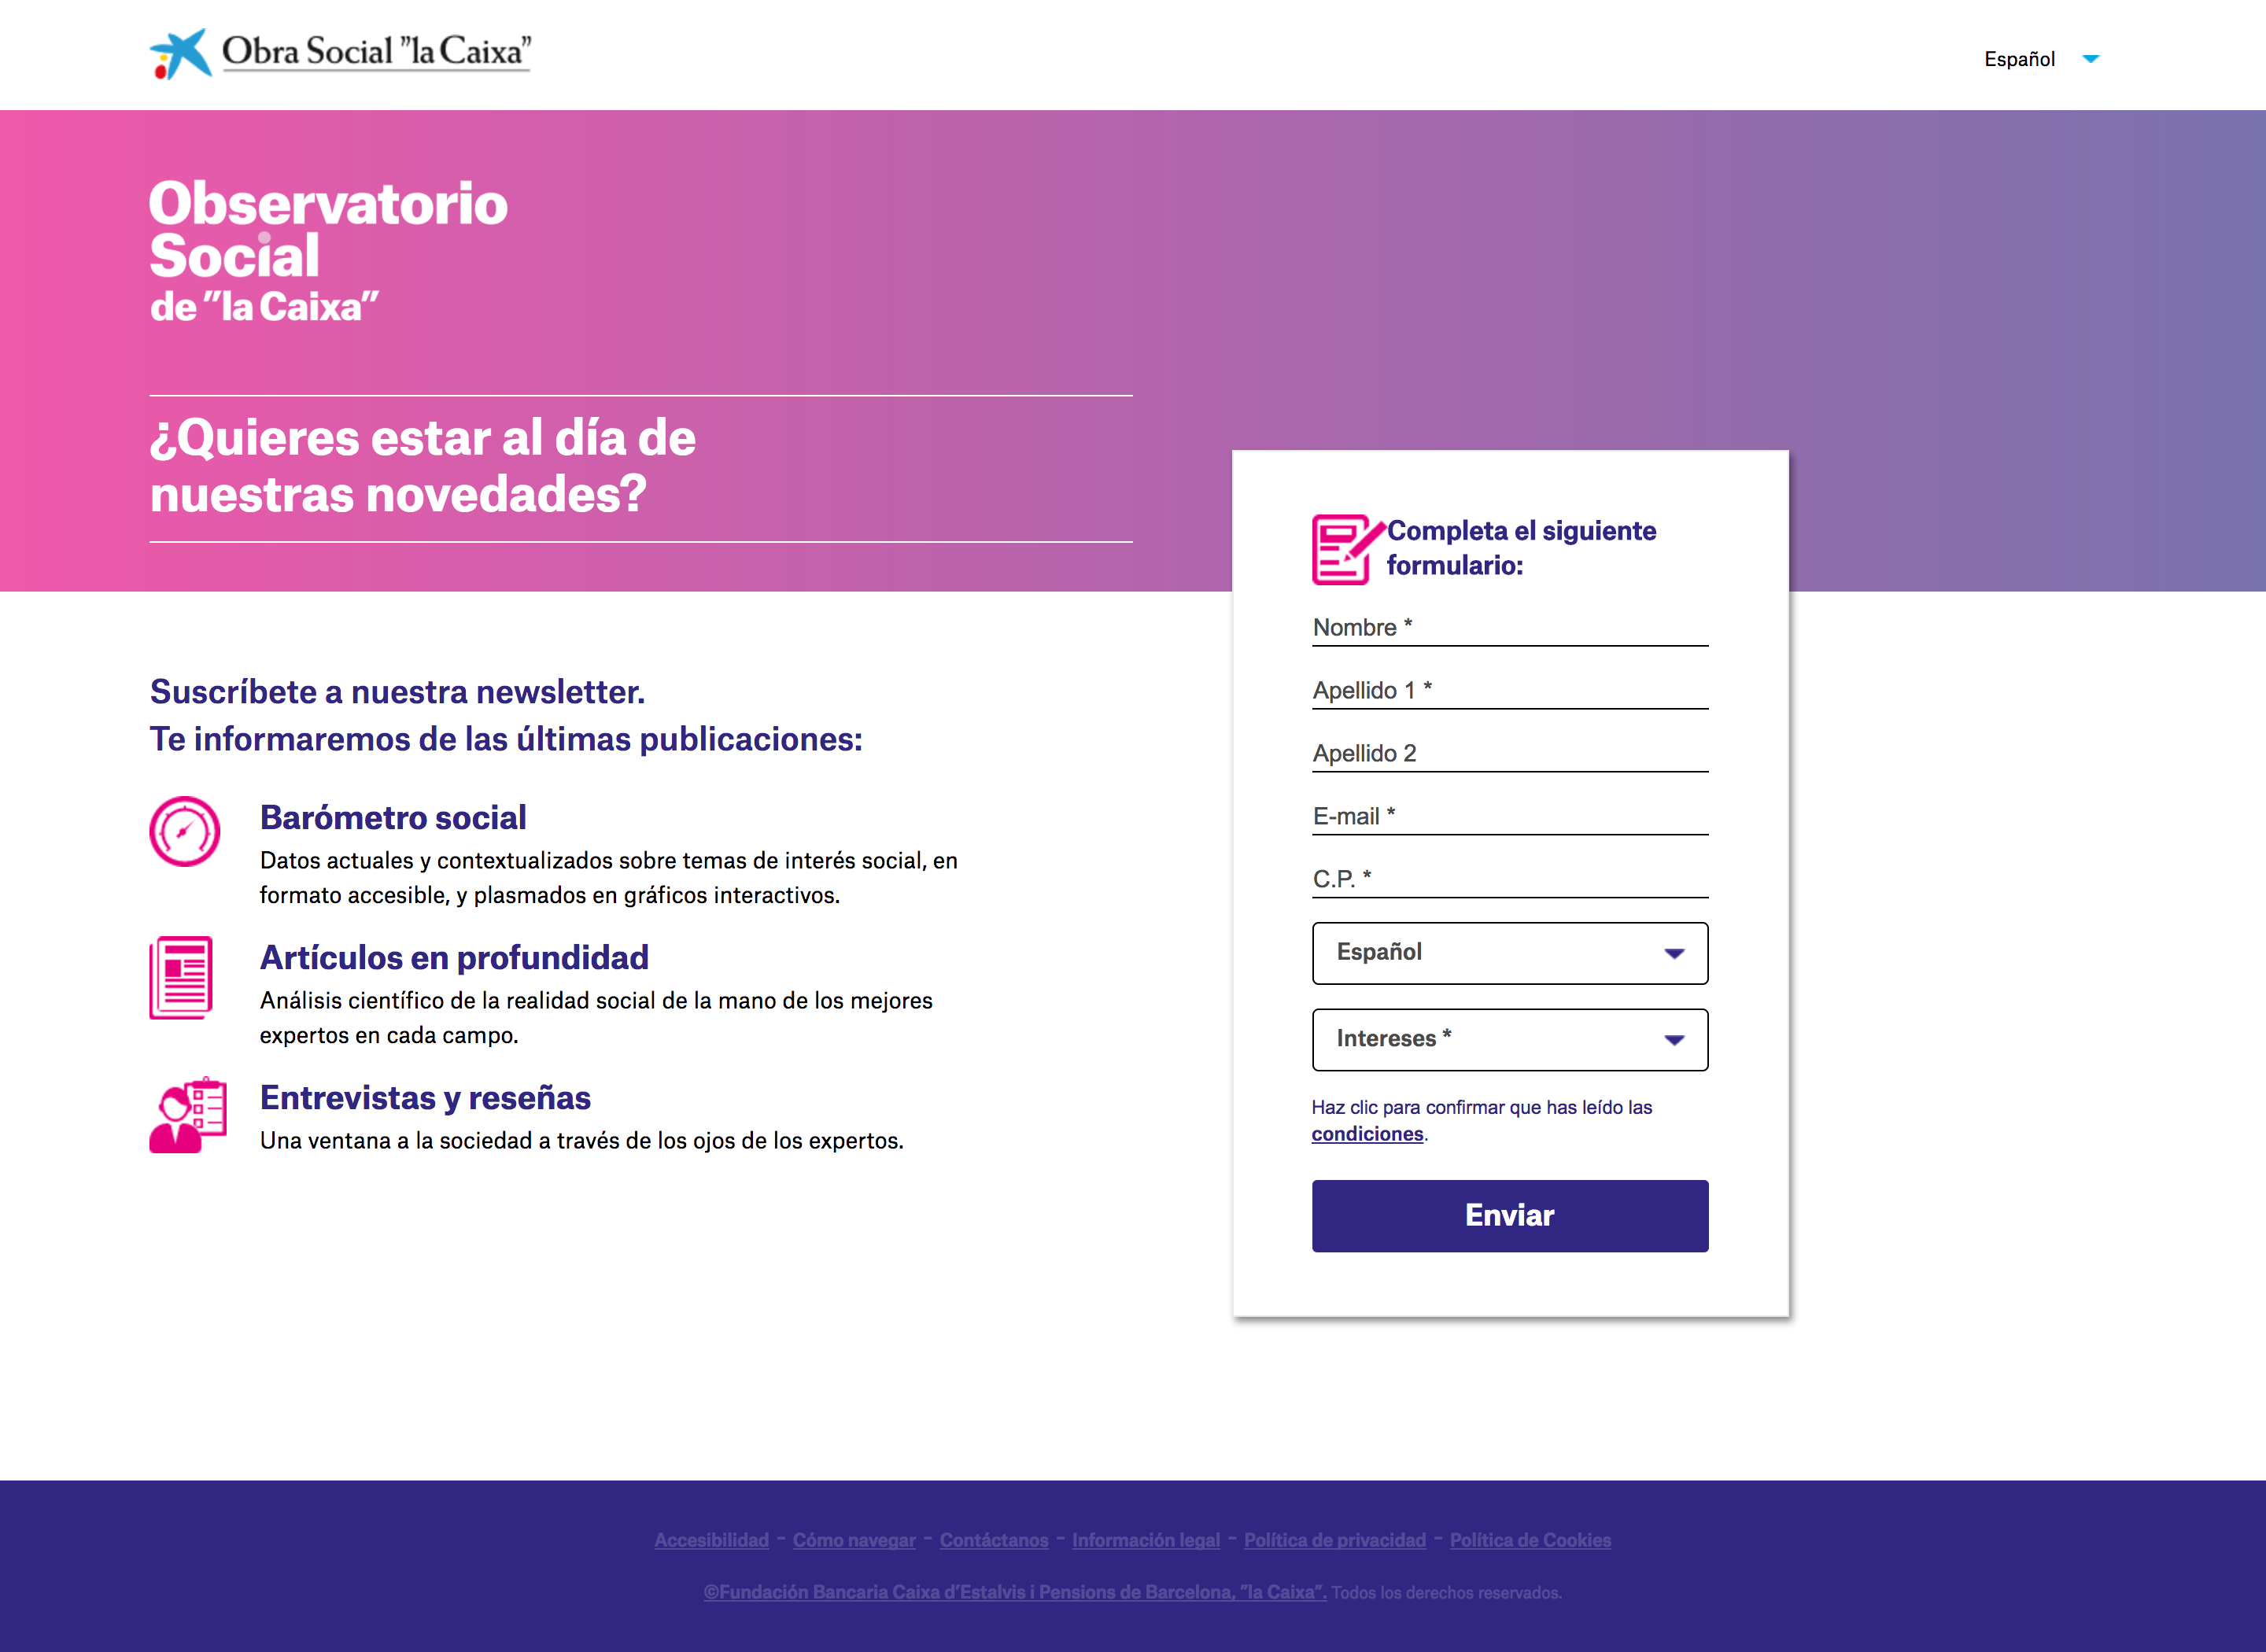 Obra Social "la Caixa"
Español
Observatorio
Social
de "la Caixa"
¿Quieres estar al día de
nuestras novedades?
Suscríbete a nuestra newsletter.
Te informaremos de las últimas publicaciones:
Barómetro social
Datos actuales y contextualizados sobre temas de interés social, en
formato accesible, y plasmados en gráficos interactivos.
Artículos en profundidad
Análisis científico de la realidad social de la mano de los mejores
expertos en cada campo.
Entrevistas y reseñas
Una ventana a la sociedad a través de los ojos de los expertos.
Completa el siguiente
formulario:
Nombre *
Apellido 1 *
Apellido 2
E-mail *
C.P. *
Español
Intereses *
Haz clic para confirmar que has leído las
condiciones.
Enviar
Accesibilidad - Cómo navegar - Contáctanos - Información legal - Política de privacidad - Política de Cookies
©Fundación Bancaria Caixa d'Estalvis i Pensions de Barcelona, "la Caixa". Todos los derechos reservados.